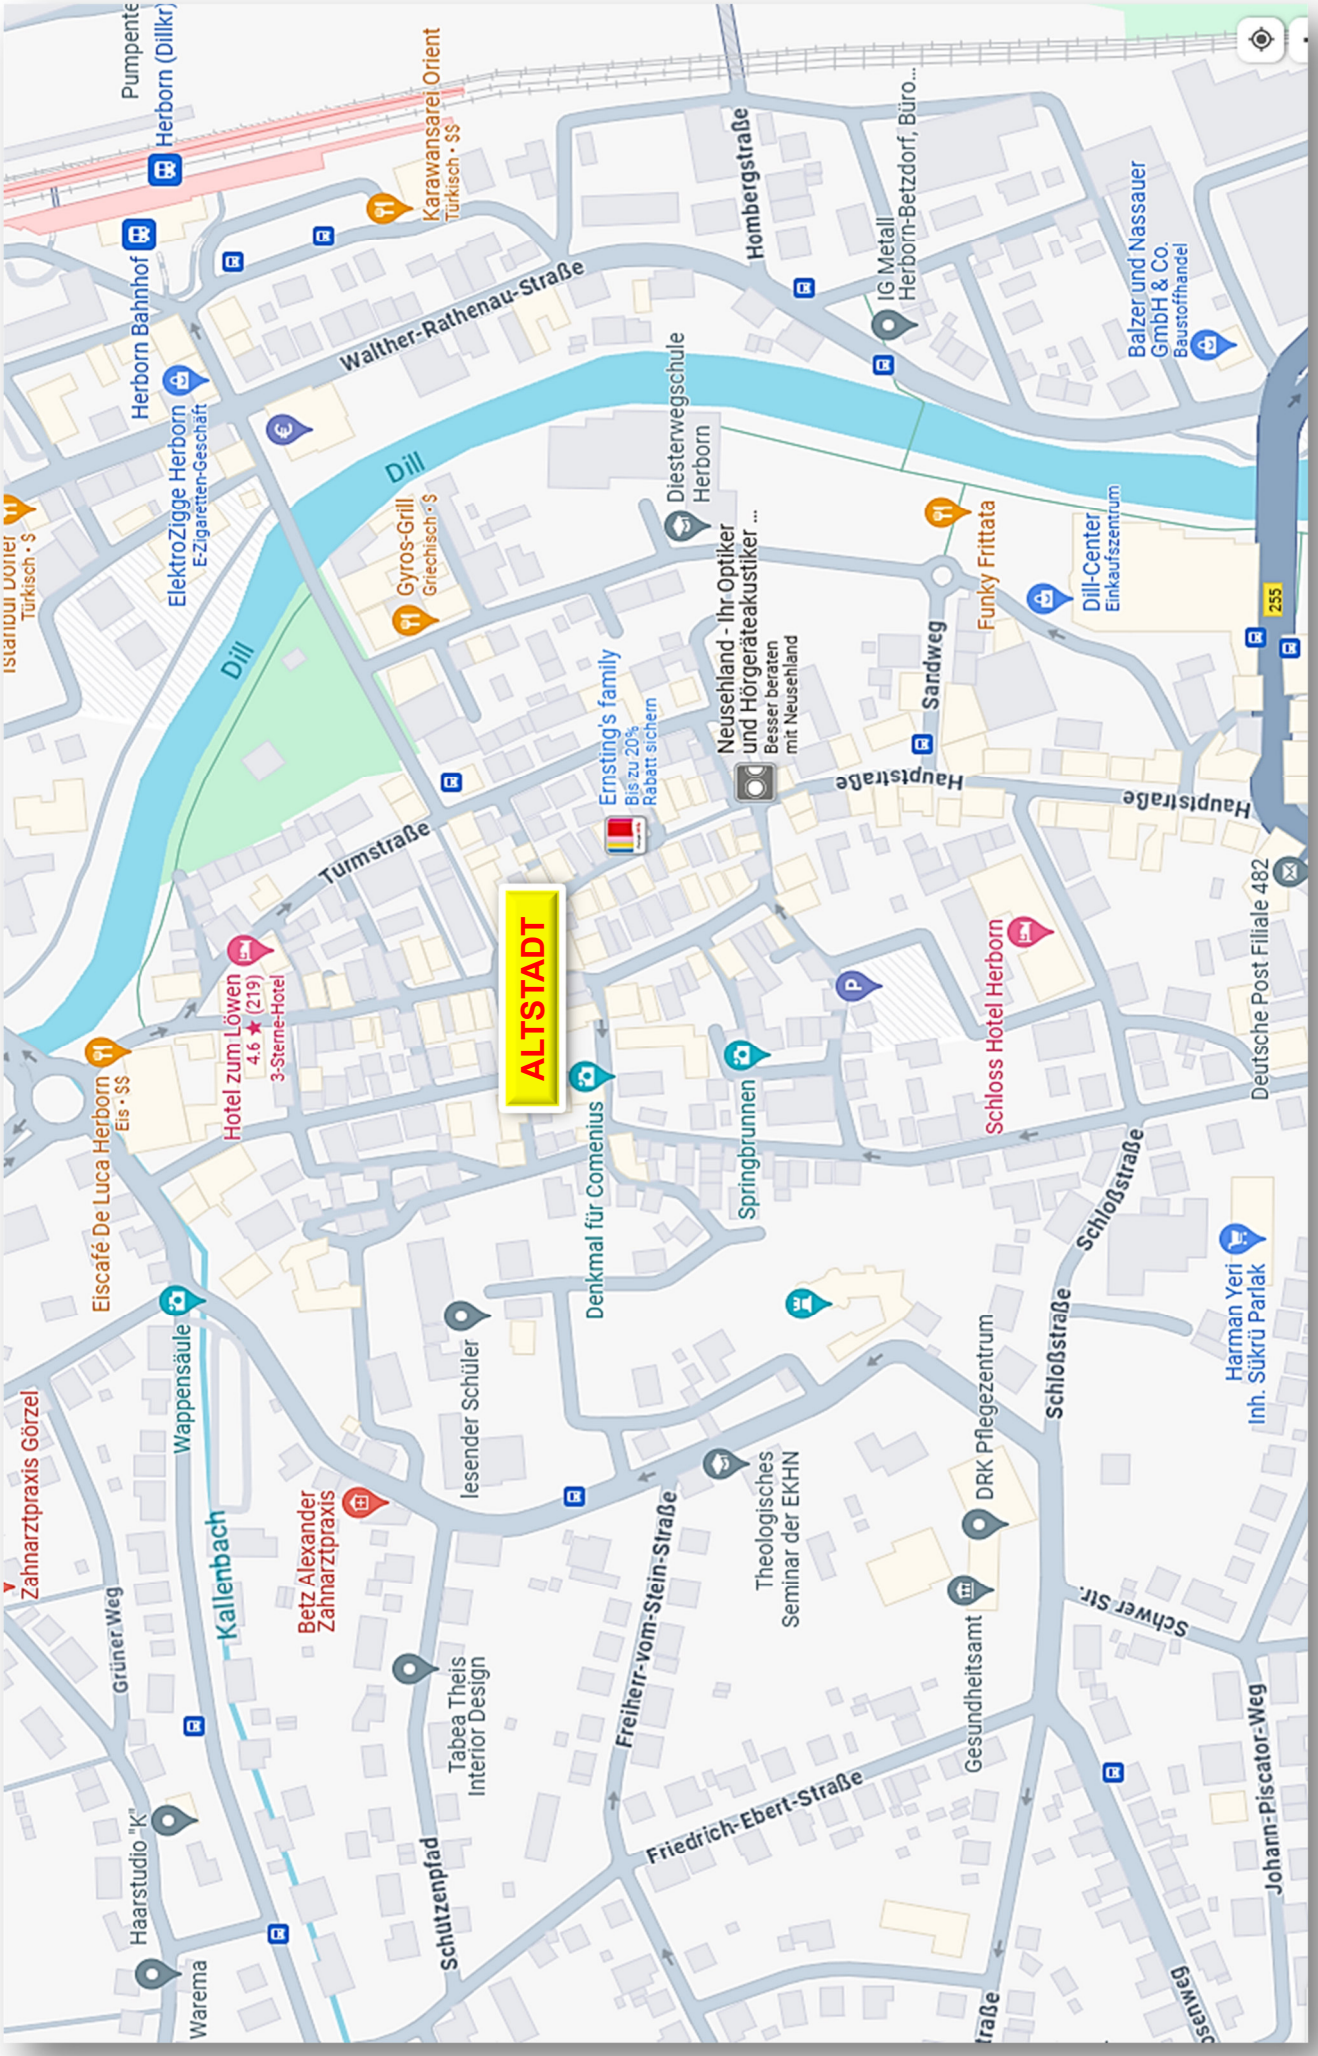 Zahnarztpraxis Görzel
Türkisch • $
Grüner Weg
Haarstudio "K"
Warema
Wappensäule
Kallenbach
Eiscafé De Luca Herborn
Eis • $$
Pumpente
Herborn (Dillkr)
Herborn Bahnhof
ElektroZigge Herborn
E-Zigaretten-Geschäft
Hotel zum Löwen
4.6 ★ (219)
3-Sterne-Hotel
Dill
Betz Alexander
Zahnarztpraxis
Turmstraße
Walther-Rathenau-Straße
Dill
Karawansarei Orient
Türkisch • $$
Gyros-Grill
Griechisch • $
Schützenpfad
Tabea Theis
Interior Design
lesender Schüler
ALTSTADT
Denkmal für Comenius
Ernsting's family
Bis zu 20%
Rabatt sichern
Freiherr-vom-Stein-Straße
Friedrich-Ebert-Straße
Diesterwegschule
Herborn
Neusehland - Ihr Optiker
und Hörgeräteakustiker ...
Besser beraten
mit Neusehland
Springbrunnen
Theologisches
Seminar der EKHN
Hombergstraße
P
Hauptstraße
Sandweg
IG Metall
Herborn-Betzdorf, Büro...
Gesundheitsamt
DRK Pflegezentrum
Schloss Hotel Herborn
Funky Frittata
traße
Schloßstraße
Schloßstraße
Dill-Center
Einkaufszentrum
Balzer und Nassauer
GmbH & Co.
Baustoffhandel
Schwer Str.
Hauptstraße
osenweg
Harman Yeri
Inh. Sükrü Parlak
Johann-Piscator-Weg
Deutsche Post Filiale 482
255